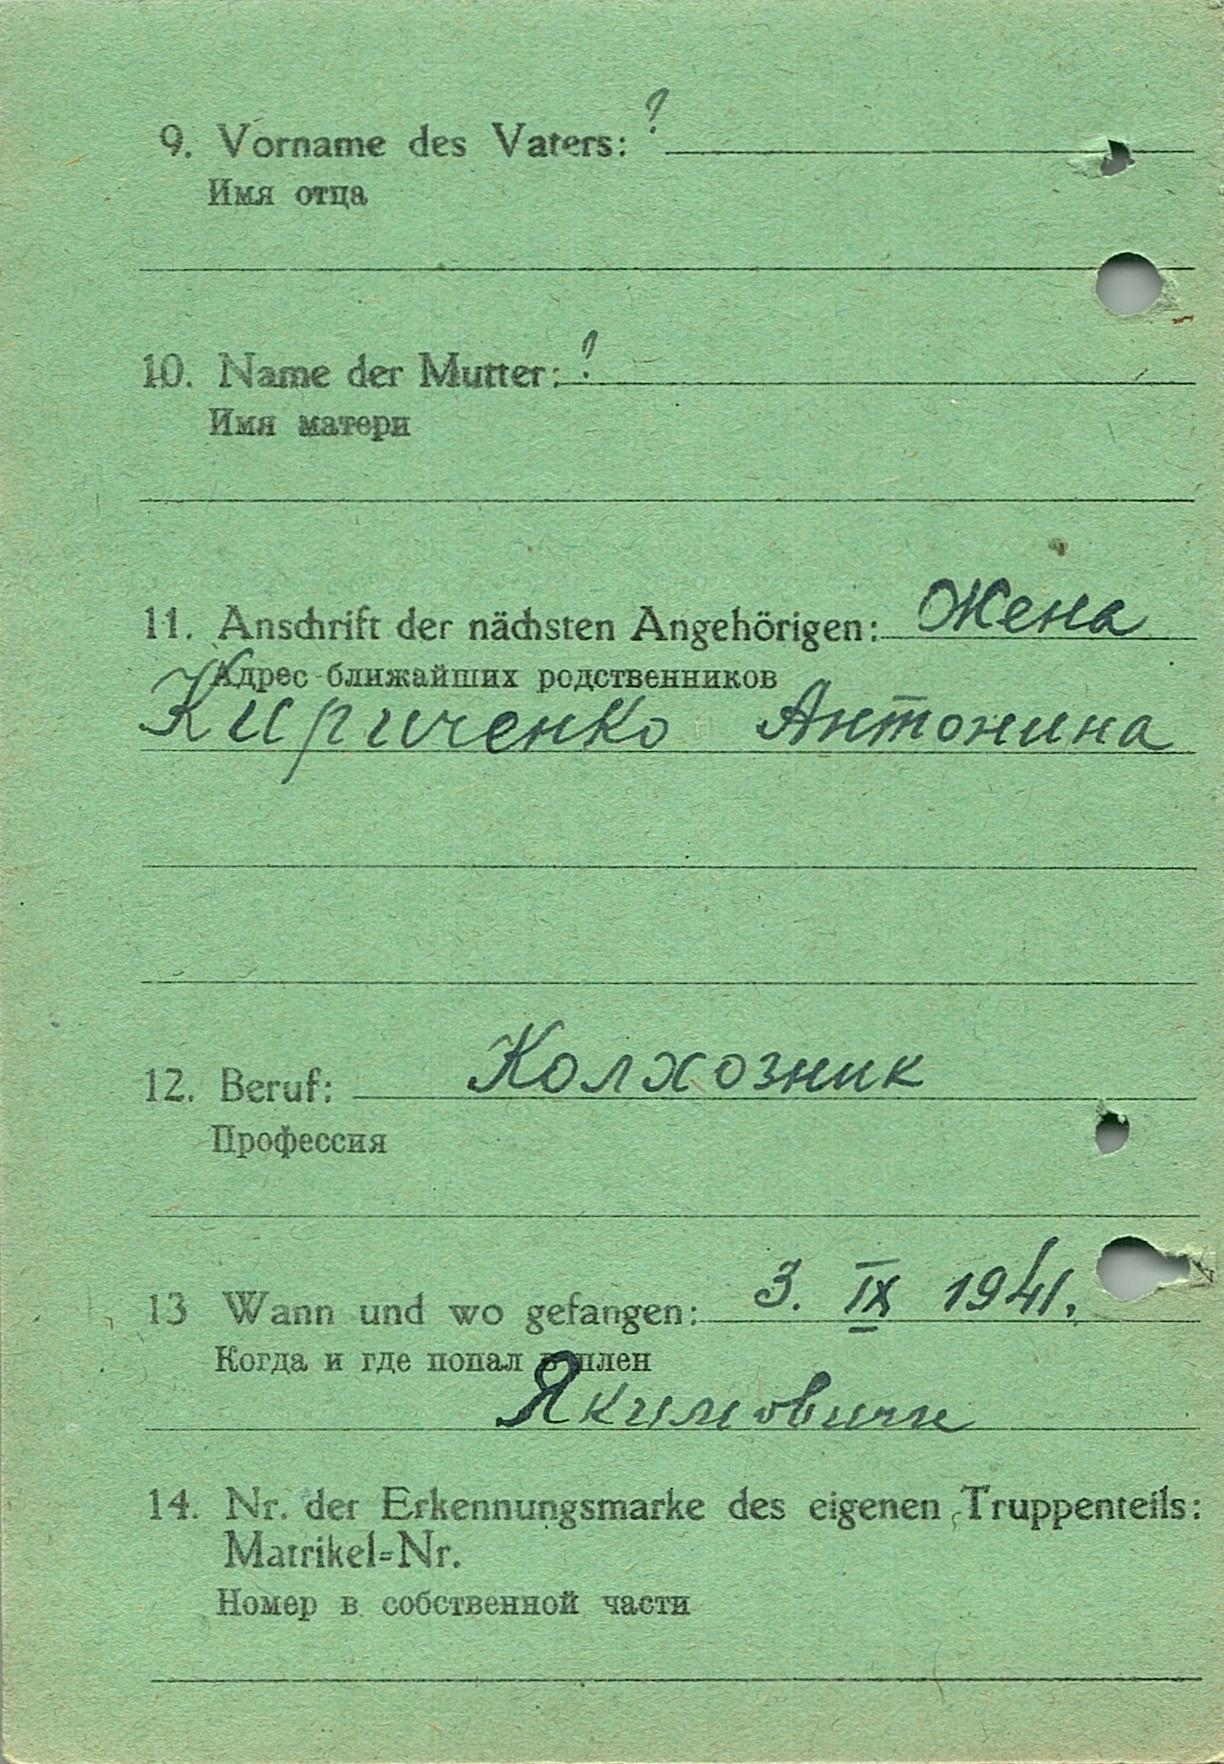 9. Vorname des Vaters: ?
Имя отца
10. Name der Mutter: ?
Имя матери
11. Anschrift der nächsten Angehörigen: Жена
Адрес ближайших родственников
Кириченко Антонина
12. Beruf: Колхозник
Профессия
13 Wann und wo gefangen: 3. IX 1941.
Когда и где попал в плен
Якимовичи
14. Nr. der Erkennungsmarke des eigenen Truppenteils:
Matrikel-Nr.
Номер в собственной части